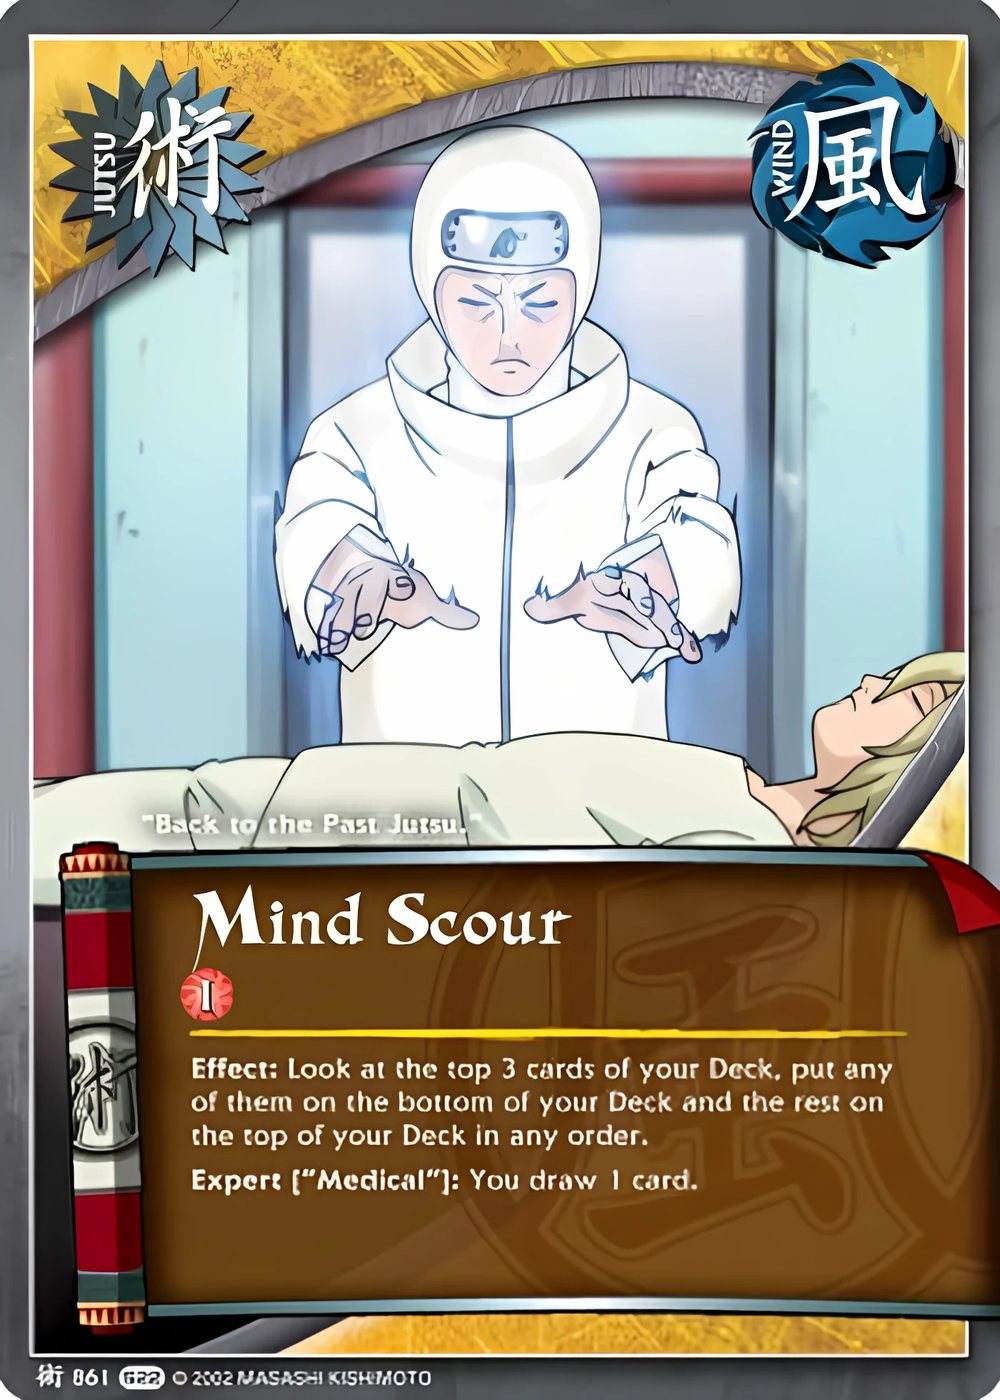 JUTSU 術
WIND 風
"Back to the Past Jutsu."
Mind Scour
1
術
Effect: Look at the top 3 cards of your Deck, put any
of them on the bottom of your Deck and the rest on
the top of your Deck in any order.
Expert ["Medical"]: You draw 1 card.
術 861 © 2002 MASASHI KISHIMOTO